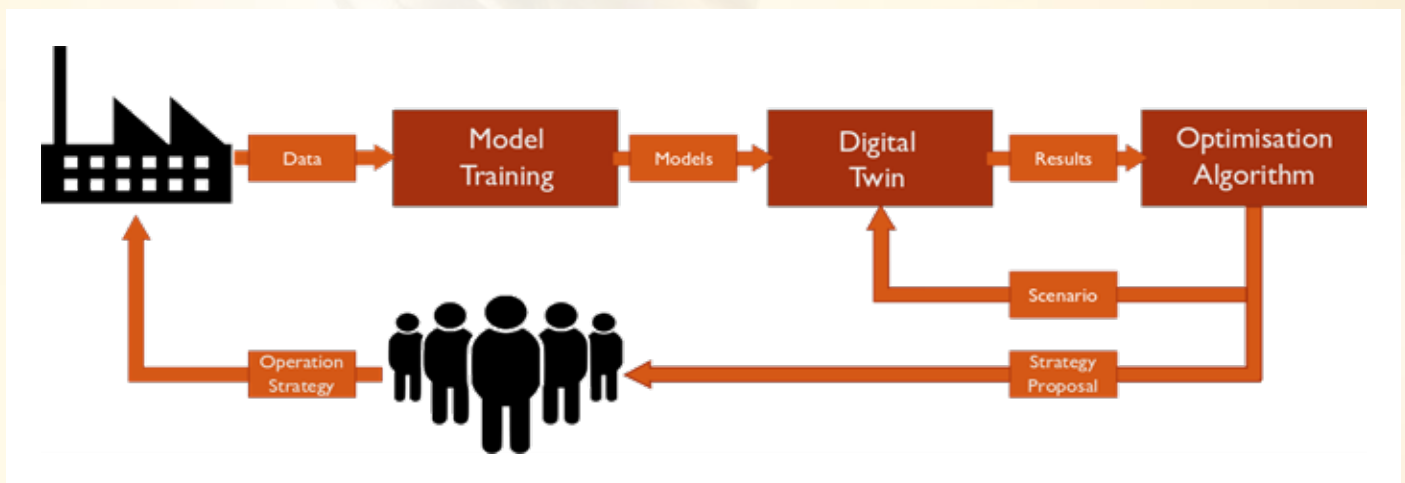 Data
Model
Training
Models
Digital
Twin
Results
Optimisation
Algorithm
Scenario
Operation
Strategy
Strategy
Proposal